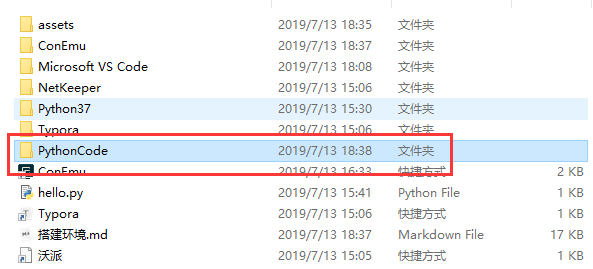 assets 2019/7/13 18:35 文件夹
ConEmu 2019/7/13 18:37 文件夹
Microsoft VS Code 2019/7/13 18:08 文件夹
NetKeeper 2019/7/13 15:06 文件夹
Python37 2019/7/13 15:30 文件夹
Typora 2019/7/13 15:06 文件夹
PythonCode 2019/7/13 18:38 文件夹
ConEmu 2019/7/13 16:33 快捷方式 2 KB
hello.py 2019/7/13 15:41 Python File 1 KB
Typora 2019/7/13 15:06 快捷方式 1 KB
搭建环境.md 2019/7/13 18:37 Markdown File 17 KB
沃派 2019/7/13 15:05 快捷方式 1 KB